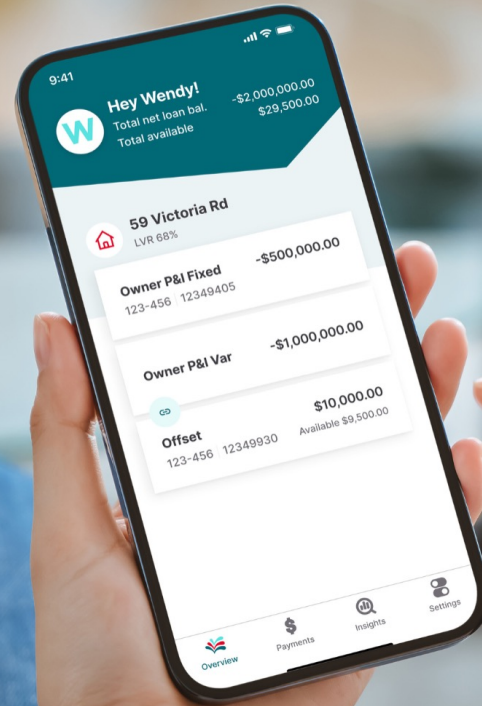 9:41
W
Hey Wendy!
Total net loan bal. -$2,000,000.00
Total available $29,500.00
59 Victoria Rd
LVR 68%
Owner P&I Fixed -$500,000.00
123-456 12349405
Owner P&I Var -$1,000,000.00
Offset $10,000.00
123-456 12349930 Available $9,500.00
Overview Payments Insights Settings